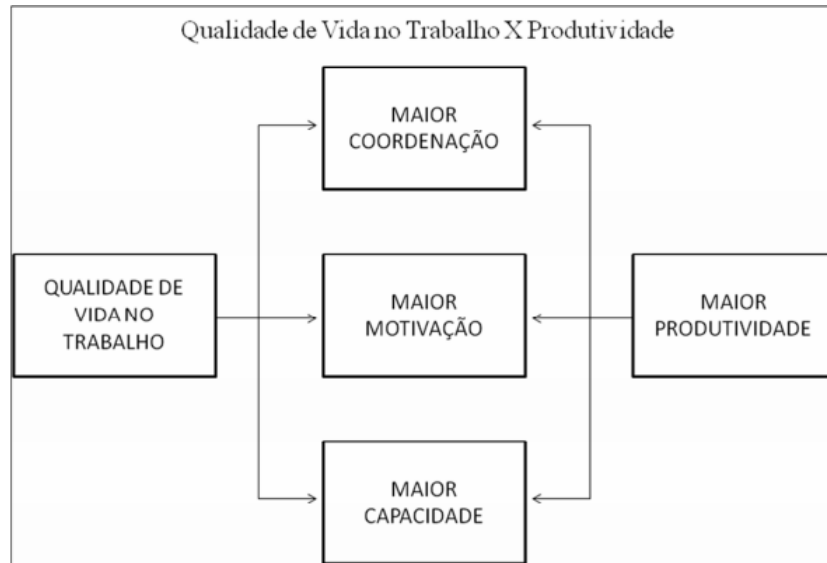 Qualidade de Vida no Trabalho X Produtividade
MAIOR
COORDENAÇÃO
QUALIDADE DE
VIDA NO
TRABALHO
MAIOR
MOTIVAÇÃO
MAIOR
PRODUTIVIDADE
MAIOR
CAPACIDADE